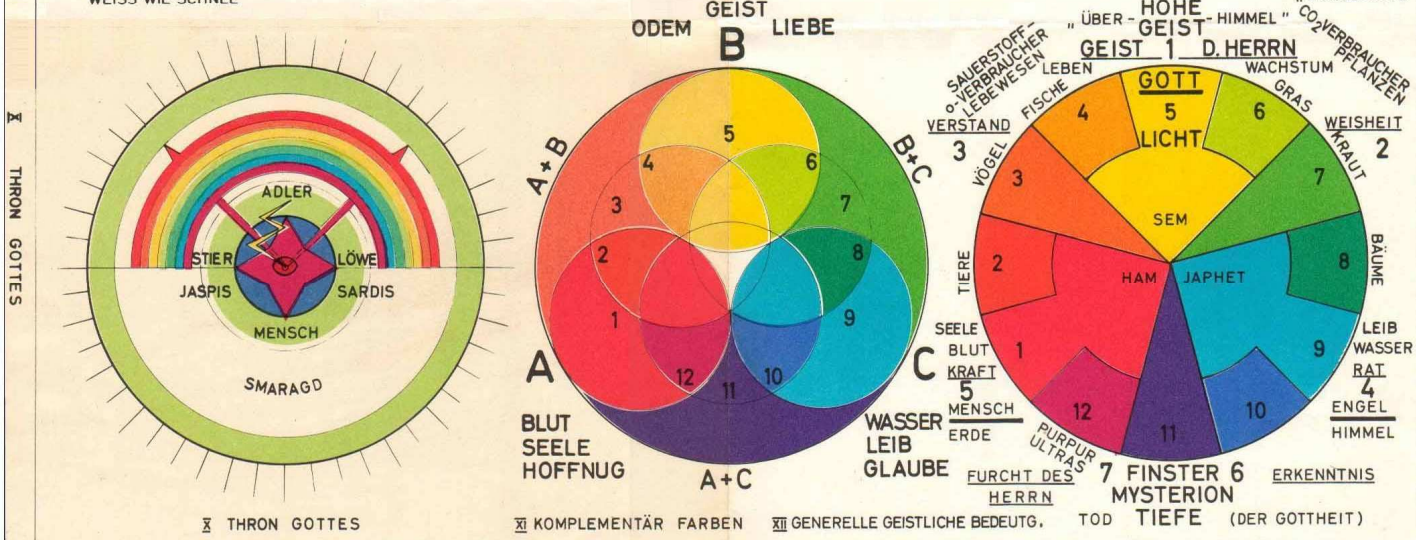 WEISS WIE SCHNEE
X THRON GOTTES
ADLER
STIER
LÖWE
JASPIS
SARDIS
MENSCH
SMARAGD
X THRON GOTTES
GEIST
ODEM
LIEBE
B
A+B
B+C
5
4
6
3
7
2
8
1
9
12
10
11
A
C
BLUT
SEELE
HOFFNUG
WASSER
LEIB
GLAUBE
A+C
XI KOMPLEMENTÄR FARBEN
HÖHE
„ ÜBER - GEIST - HIMMEL "
GEIST 1 D. HERRN
SAUERSTOFF-
O-VERBRAUCHER
LEBEWESEN
CO2VERBRAUCHER
PFLANZEN
LEBEN
WACHSTUM
FISCHE
GRAS
VERSTAND
3
WEISHEIT
2
VÖGEL
KRAUT
TIERE
BÄUME
GOTT
5
LICHT
4
6
3
7
SEM
2
8
HAM
JAPHET
1
9
12
10
11
SEELE
BLUT
KRAFT
5
MENSCH
ERDE
LEIB
WASSER
RAT
4
ENGEL
HIMMEL
PURPUR
ULTRAS
FURCHT DES
HERRN
7 FINSTER 6
MYSTERION
ERKENNTNIS
TOD TIEFE (DER GOTTHEIT)
XII GENERELLE GEISTLICHE BEDEUTG.